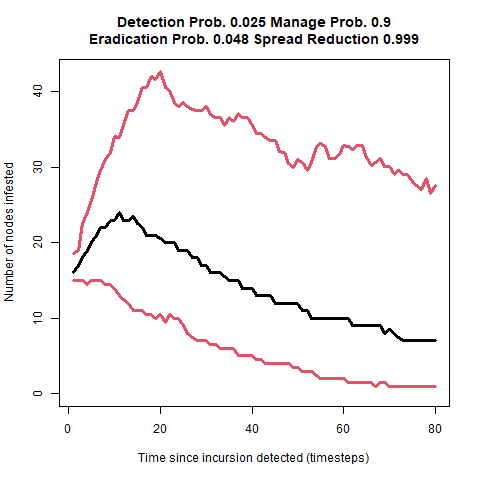 Detection Prob. 0.025 Manage Prob. 0.9
Eradication Prob. 0.048 Spread Reduction 0.999
Number of nodes infested
40
30
20
10
0
0 20 40 60 80
Time since incursion detected (timesteps)